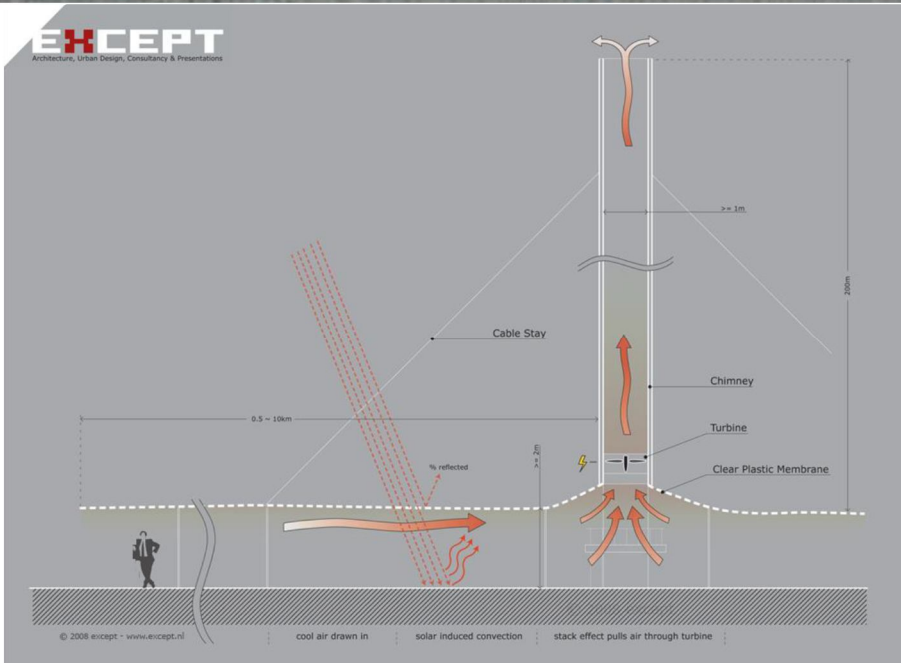 EXCEPT
Architecture, Urban Design, Consultancy & Presentations
>= 1m
200m
Cable Stay
Chimney
0.5 ~ 10km
Turbine
>= 2m
% reflected
Clear Plastic Membrane
© 2008 except - www.except.nl
cool air drawn in
solar induced convection
stack effect pulls air through turbine